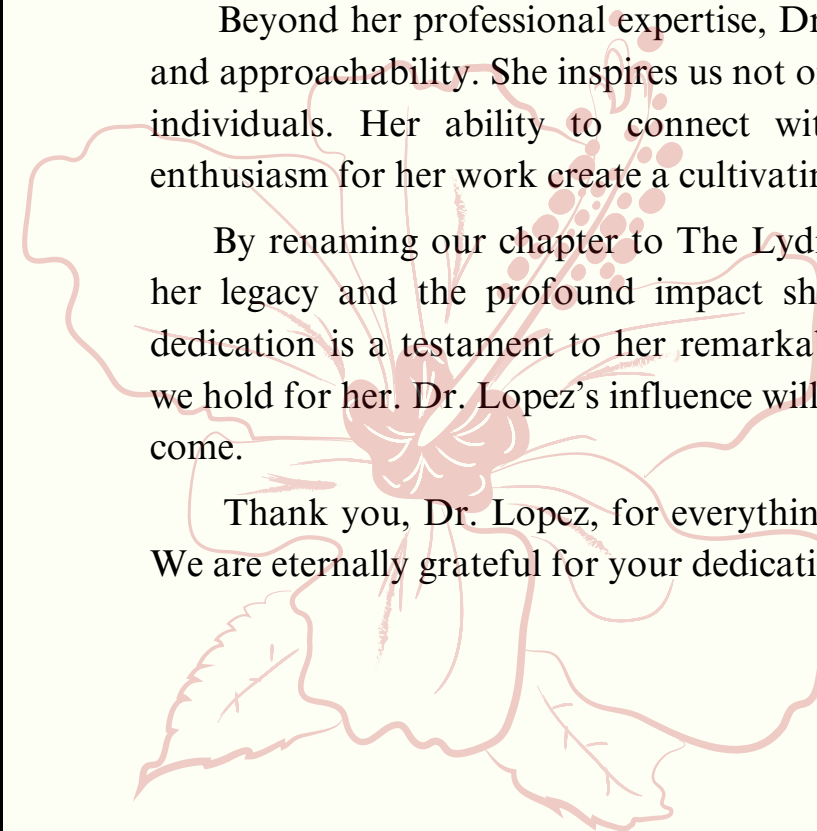 Beyond her professional expertise, Dr
and approachability. She inspires us not o
individuals. Her ability to connect wit
enthusiasm for her work create a cultivatin
By renaming our chapter to The Lydi
her legacy and the profound impact sh
dedication is a testament to her remarka
we hold for her. Dr. Lopez’s influence will
come.
Thank you, Dr. Lopez, for everythin
We are eternally grateful for your dedicati